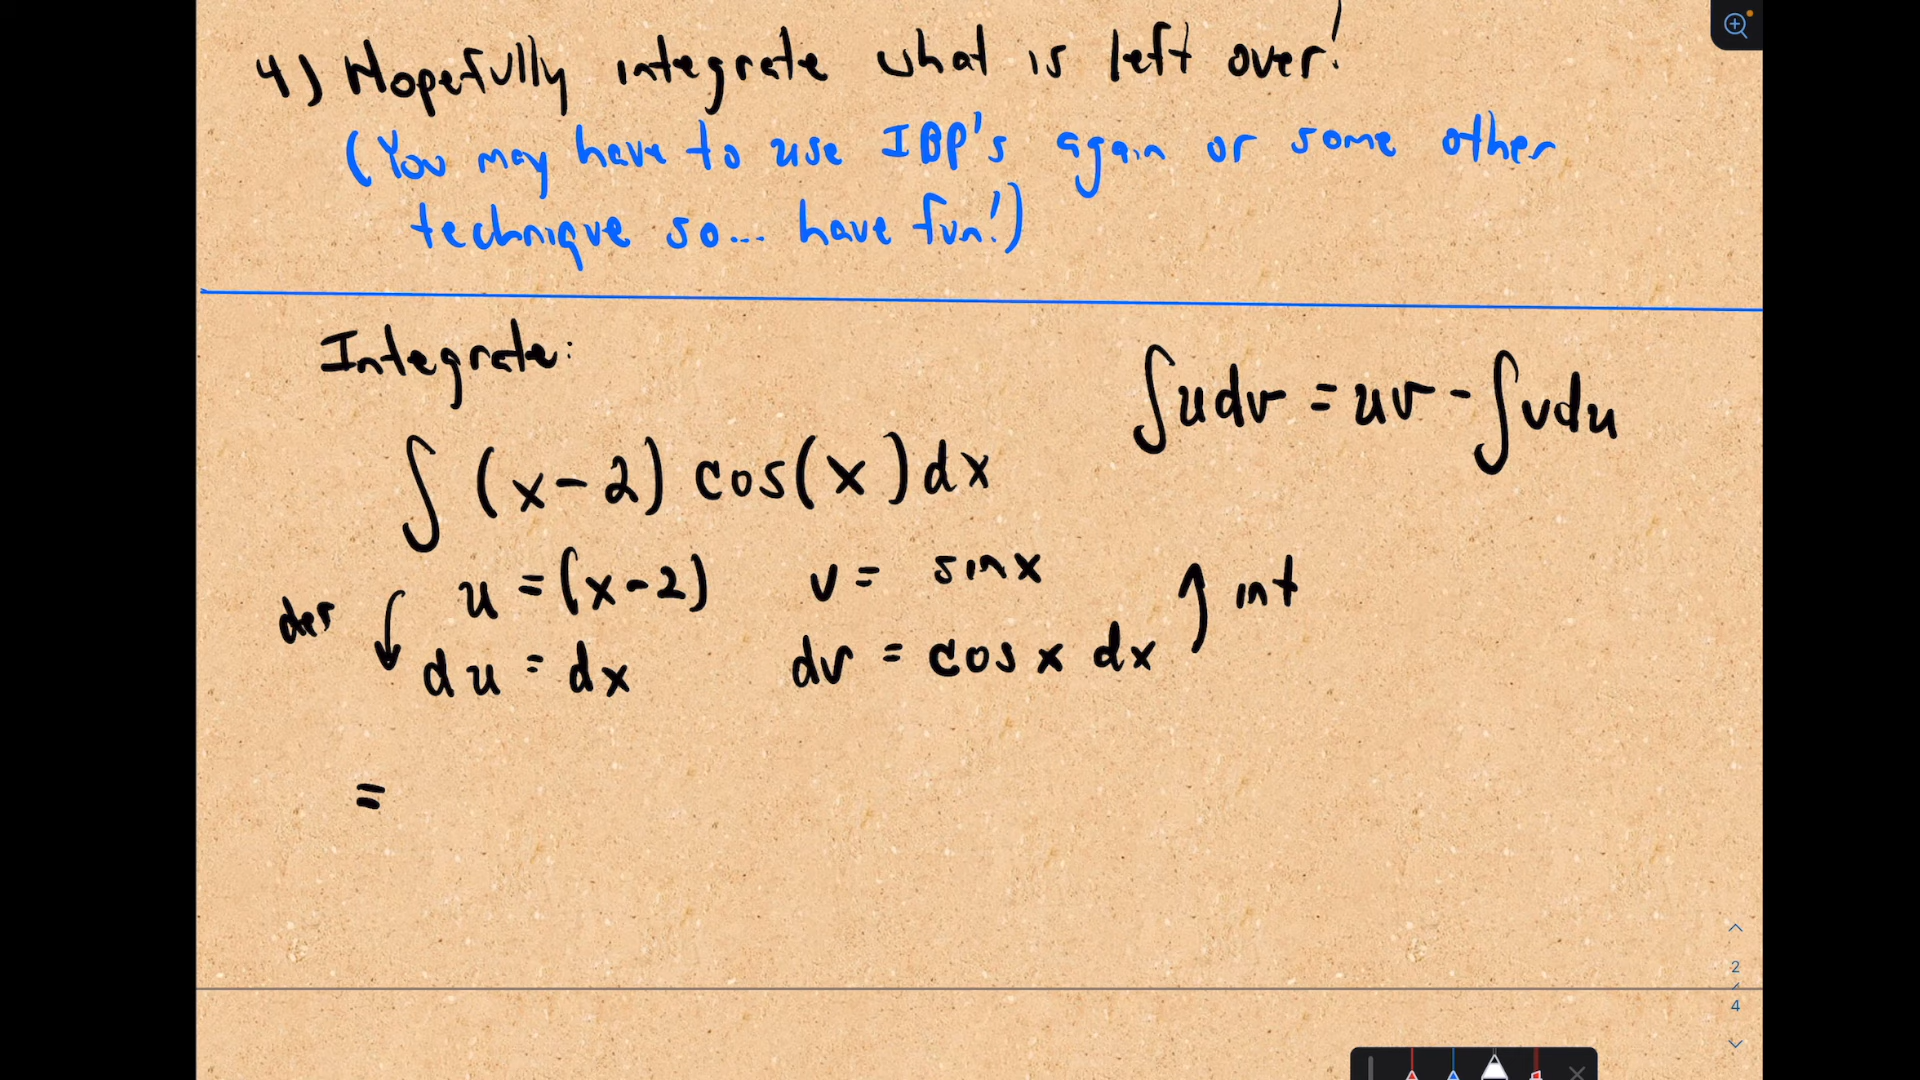 4) Hopefully integrate what is left over!
(You may have to use IBP's again or some other
technique so... have fun!)
Integrate:
∫udv = uv - ∫vdu
∫ (x-2) cos(x) dx
u = (x-2) v = sinx
der int
du = dx dv = cos x dx
=
2
4